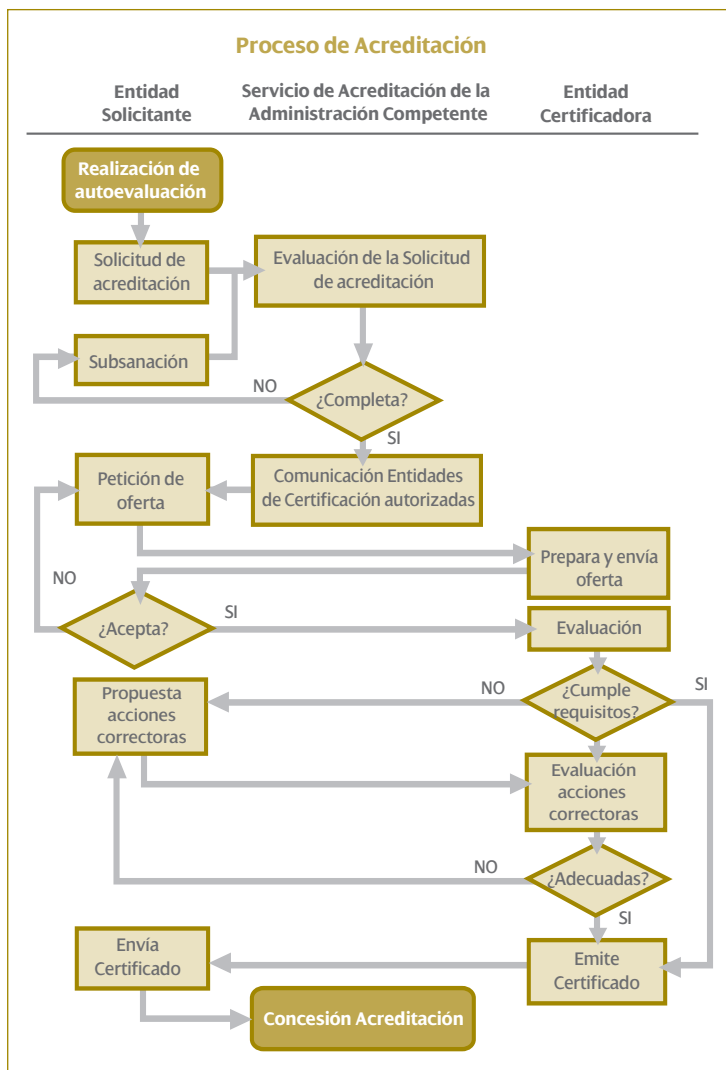 Proceso de Acreditación
Entidad
Solicitante
Servicio de Acreditación de la
Administración Competente
Entidad
Certificadora
Realización de
autoevaluación
Solicitud de
acreditación
Evaluación de la Solicitud
de acreditación
Subsanación
NO
¿Completa?
SI
Petición de
oferta
Comunicación Entidades
de Certificación autorizadas
Prepara y envía
oferta
NO
¿Acepta?
SI
Evaluación
Propuesta
acciones
correctoras
NO
¿Cumple
requisitos?
SI
Evaluación
acciones
correctoras
NO
¿Adecuadas?
SI
Envía
Certificado
Emite
Certificado
Concesión Acreditación